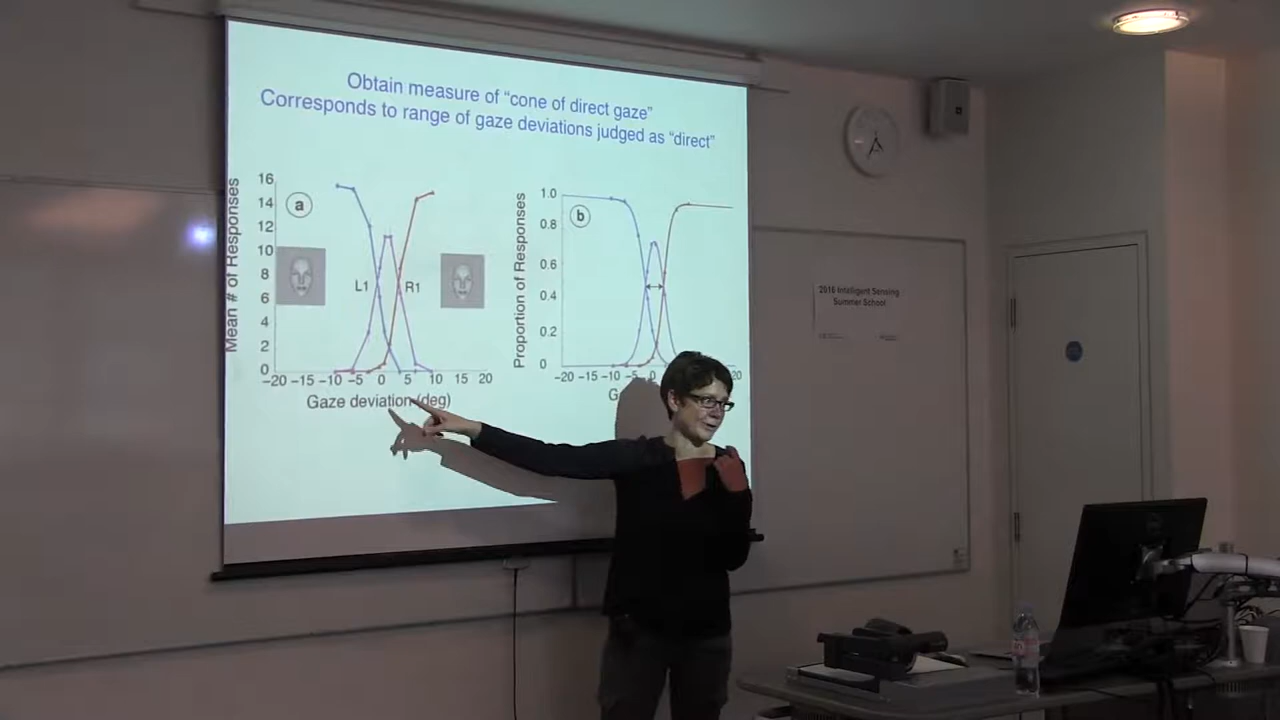 Obtain measure of “cone of direct gaze”
Corresponds to range of gaze deviations judged as “direct”
Mean # of Responses
16
14
12
10
8
6
4
2
0
a
L1
R1
−20 −15 −10 −5 0 5 10 15 20
Gaze deviation (deg)
Proportion of Responses
1.0
0.8
0.6
0.4
0.2
0
b
−20 −15 −10 −5 0 20
G
2016 Intelligent Sensing
Summer School